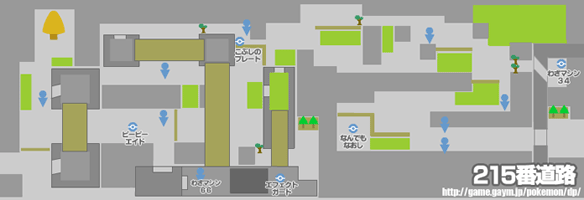 こぶしの
プレート
わざマシン
34
ピーピー
エイド
なんでも
なおし
わざマシン
66
エフェクト
ガード
215番道路
http://game.gaym.jp/pokemon/dp/